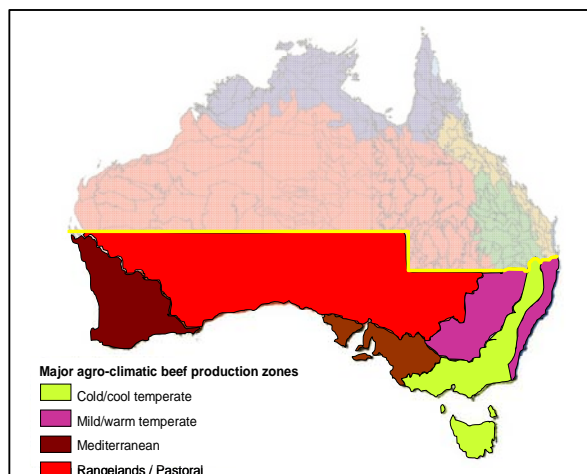 Major agro-climatic beef production zones
Cold/cool temperate
Mild/warm temperate
Mediterranean
Rangelands / Pastoral